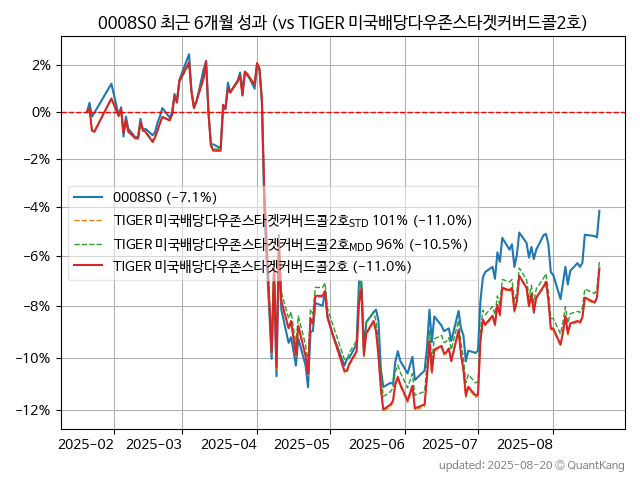 0008S0 최근 6개월 성과 (vs TIGER 미국배당다우존스타겟커버드콜2호)
2%
0%
−2%
−4%
−6%
−8%
−10%
−12%
0008S0 (−7.1%)
TIGER 미국배당다우존스타겟커버드콜2호STD 101% (−11.0%)
TIGER 미국배당다우존스타겟커버드콜2호MDD 96% (−10.5%)
TIGER 미국배당다우존스타겟커버드콜2호 (−11.0%)
2025-02 2025-03 2025-04 2025-05 2025-06 2025-07 2025-08
updated: 2025-08-20 © QuantKang